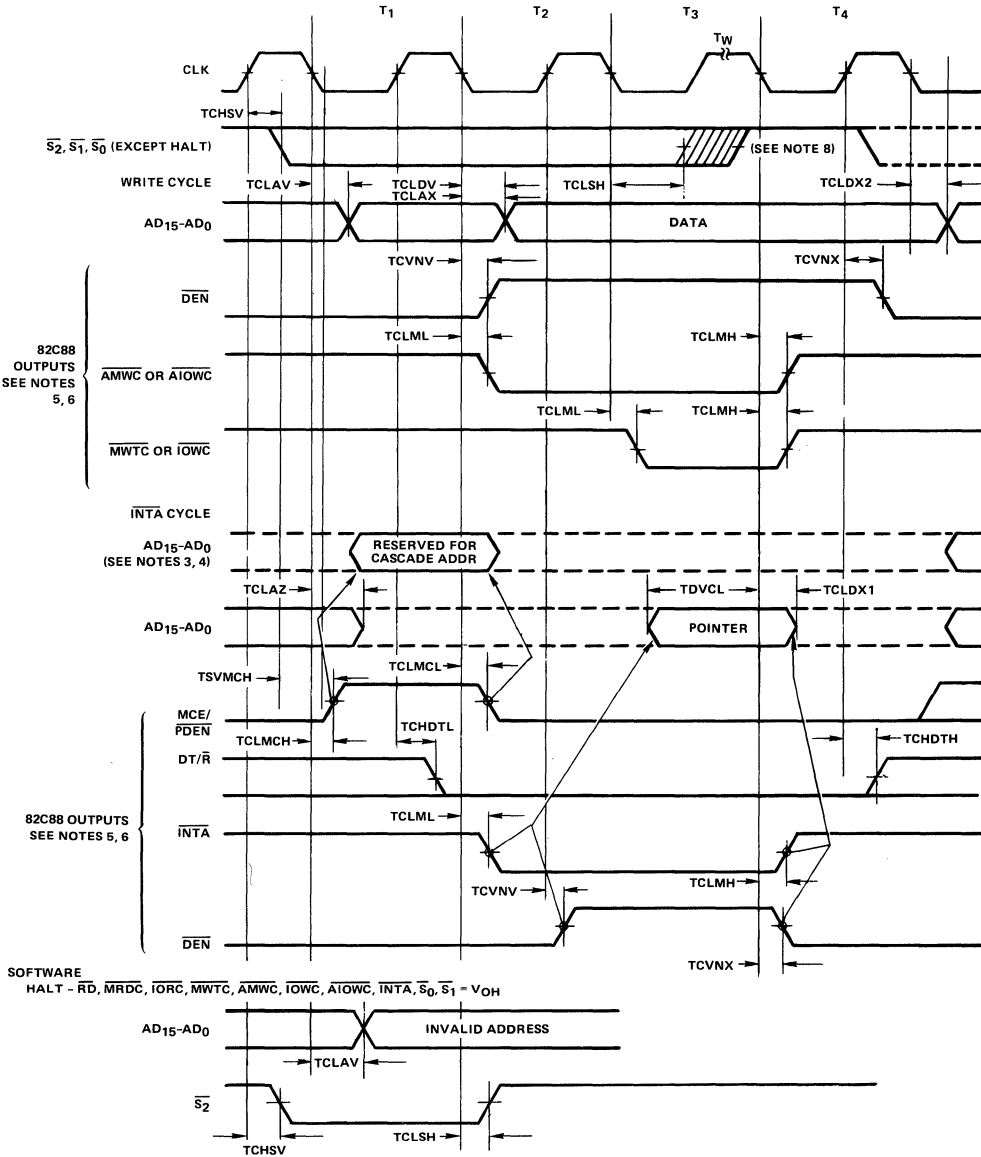 T1 T2 T3 T4
TW
CLK
TCHSV
S2, S1, S0 (EXCEPT HALT)
(SEE NOTE 8)
WRITE CYCLE
TCLAV
TCLDV
TCLAX
TCLSH
TCLDX2
AD15-AD0
DATA
TCVNV
TCVNX
DEN
TCLML
TCLMH
82C88
OUTPUTS
SEE NOTES
5, 6
AMWC OR AIOWC
TCLML
TCLMH
MWTC OR IOWC
INTA CYCLE
AD15-AD0
(SEE NOTES 3, 4)
RESERVED FOR
CASCADE ADDR
TCLAZ
TDVCL
TCLDX1
AD15-AD0
POINTER
TSVMCH
TCLMCL
MCE/
PDEN
TCLMCH
TCHDTL
TCHDTH
DT/R
82C88 OUTPUTS
SEE NOTES 5, 6
TCLML
INTA
TCVNV
TCLMH
DEN
TCVNX
SOFTWARE
HALT – RD, MRDC, IORC, MWTC, AMWC, IOWC, AIOWC, INTA, S0, S1 = VOH
AD15-AD0
INVALID ADDRESS
TCLAV
S2
TCLSH
TCHSV